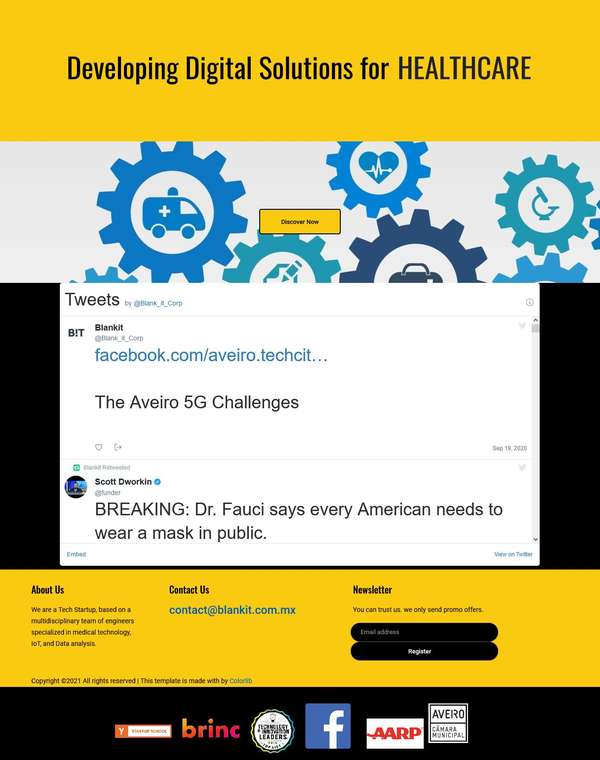 Developing Digital Solutions for HEALTHCARE
Discover Now
Tweets by @Blank_it_Corp
B!T
Blankit
@Blank_it_Corp
facebook.com/aveiro.techcit…
The Aveiro 5G Challenges
Sep 19, 2020
Blankit Retweeted
Scott Dworkin
@funder
BREAKING: Dr. Fauci says every American needs to
wear a mask in public.
Embed
View on Twitter
About Us
We are a Tech Startup, based on a
multidisciplinary team of engineers
specialized in medical technology,
IoT, and Data analysis.
Contact Us
contact@blankit.com.mx
Newsletter
You can trust us. we only send promo offers.
Email address
Register
Copyright ©2021 All rights reserved | This template is made with by Colorlib
Y STARTUP SCHOOL
brinc
TECHNOLOGY
INNOVATION
LEADERS
f
AARP
AVEIRO
CÂMARA
MUNICIPAL